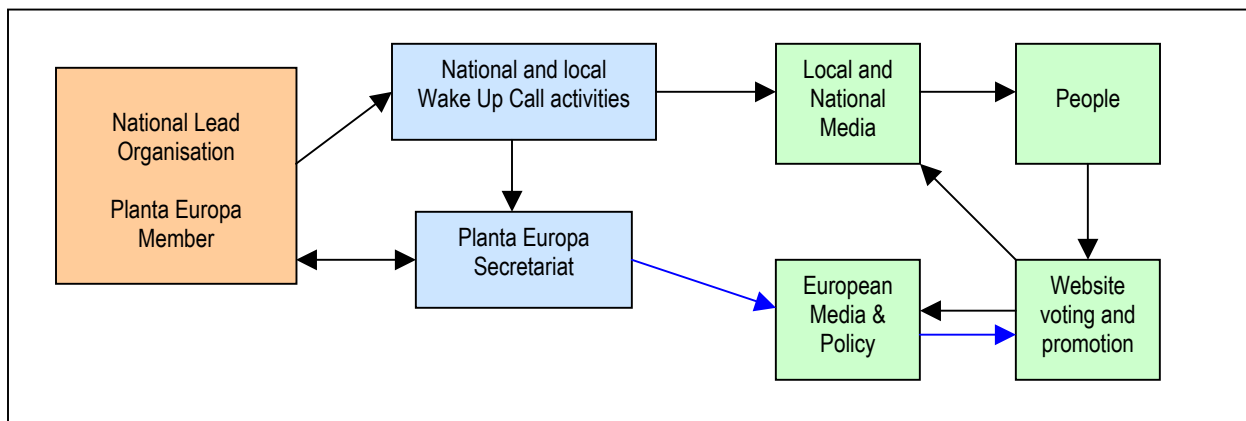 National Lead
Organisation
Planta Europa
Member
National and local
Wake Up Call activities
Planta Europa
Secretariat
Local and
National
Media
People
European
Media &
Policy
Website
voting and
promotion